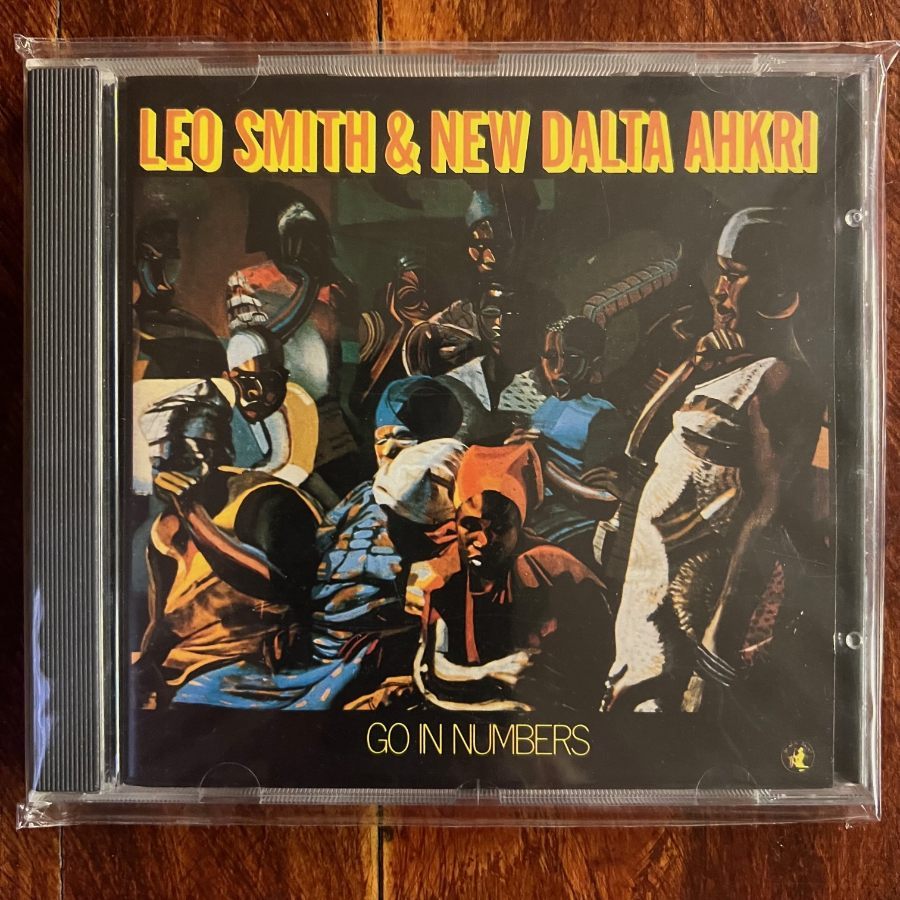 LEO SMITH & NEW DALTA AHKRI
GO IN NUMBERS